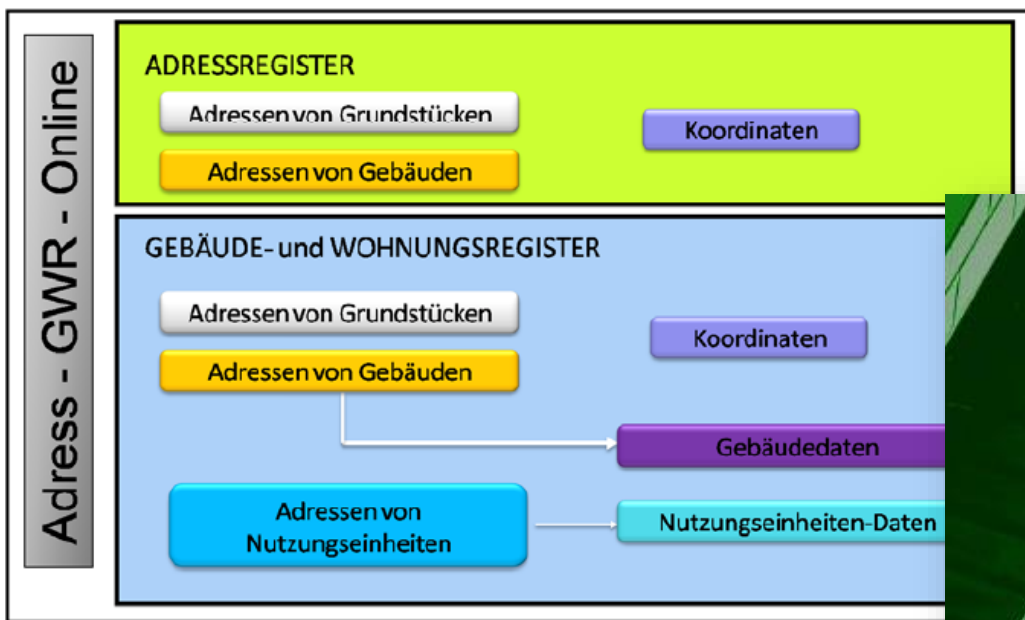 Adress - GWR - Online
ADRESSREGISTER
Adressen von Grundstücken
Koordinaten
Adressen von Gebäuden
GEBÄUDE- und WOHNUNGSREGISTER
Adressen von Grundstücken
Koordinaten
Adressen von Gebäuden
Gebäudedaten
Adressen von
Nutzungseinheiten
Nutzungseinheiten-Daten